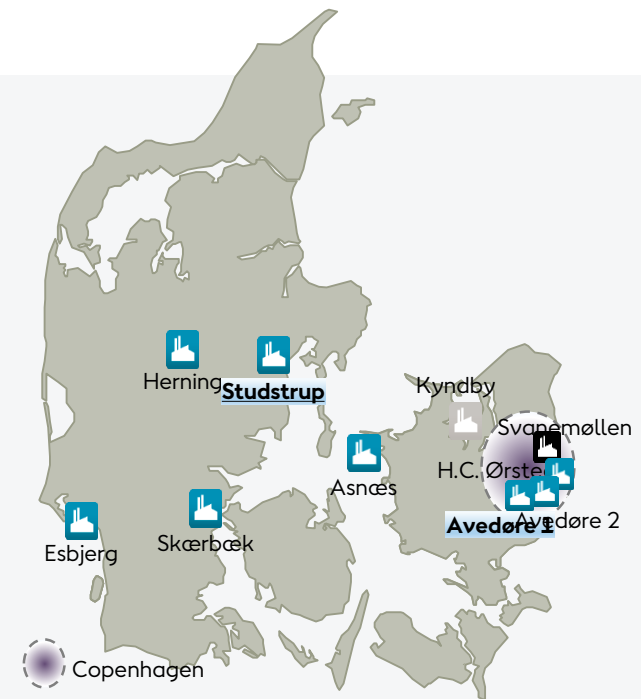 Herning
Studstrup
Kyndby
Svanemøllen
H.C. Ørsted
Asnæs
Avedøre 1
Avedøre 2
Skærbæk
Esbjerg
Copenhagen